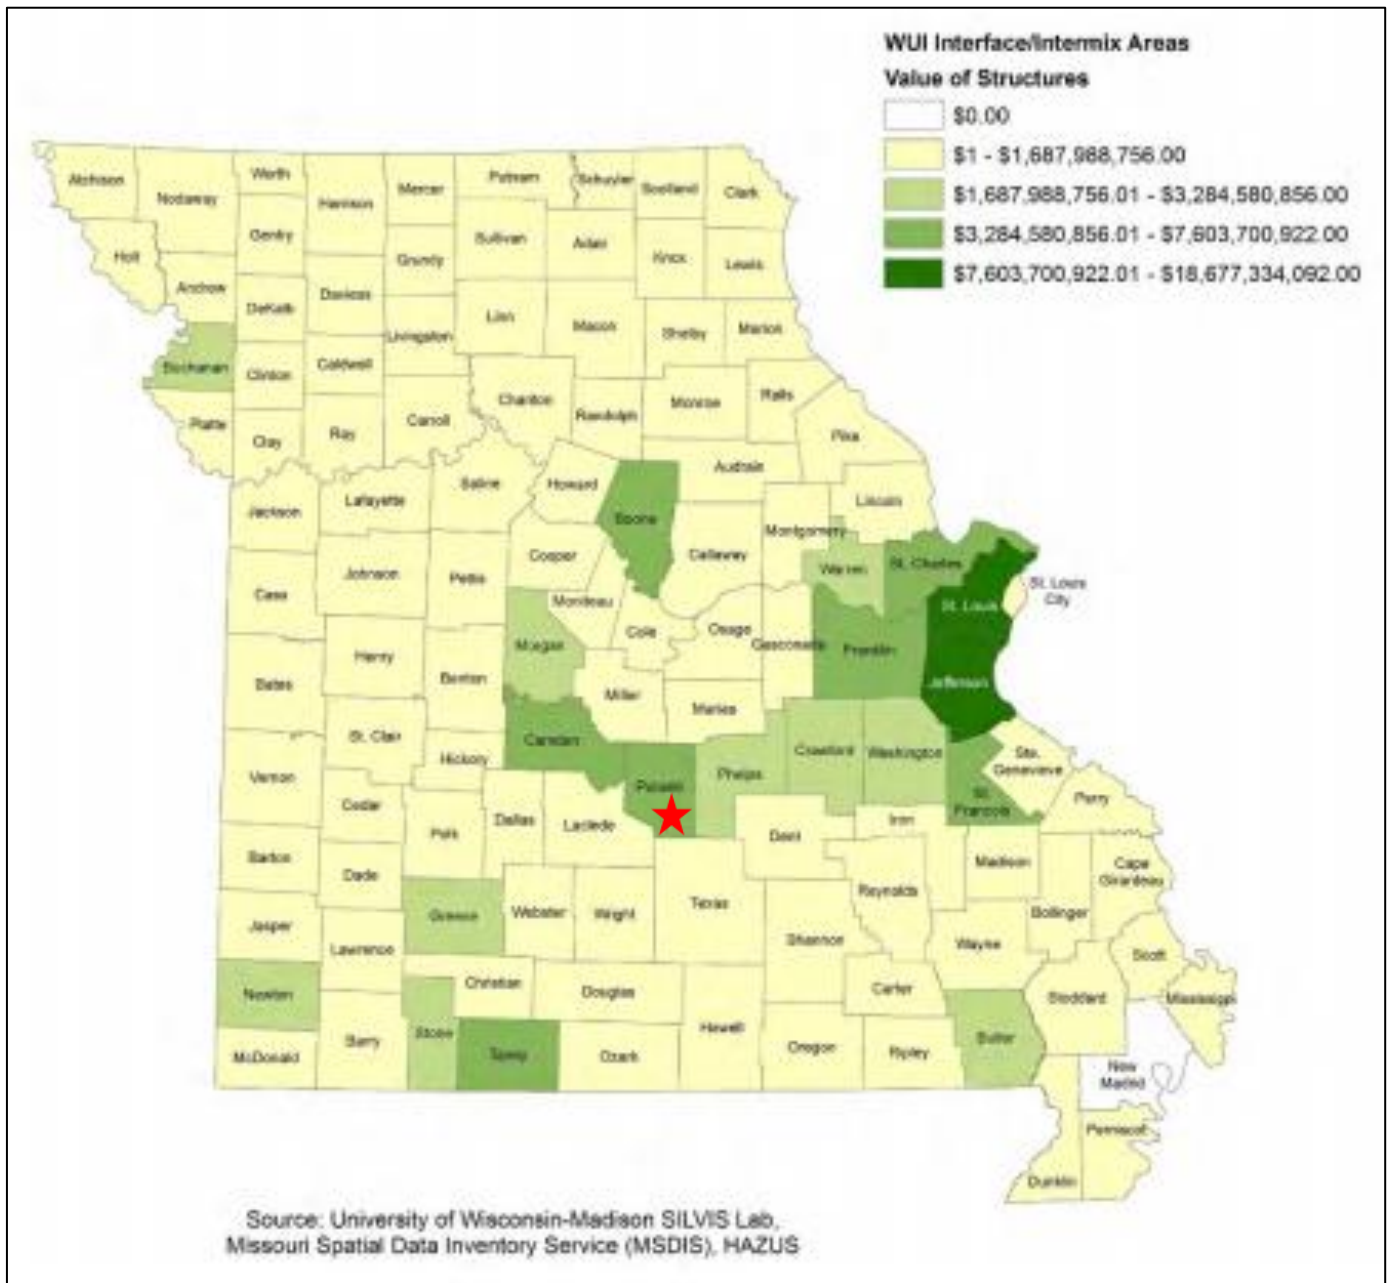 WUI Interface/Intermix Areas
Value of Structures
$0.00
$1 - $1,687,988,756.00
$1,687,988,756.01 - $3,284,580,856.00
$3,284,580,856.01 - $7,603,700,922.00
$7,603,700,922.01 - $18,677,334,092.00
Atchison
Nodaway
Worth
Harrison
Mercer
Putnam
Schuyler
Scotland
Clark
Holt
Andrew
Gentry
DeKalb
Daviess
Grundy
Sullivan
Adair
Knox
Lewis
Buchanan
Clinton
Caldwell
Livingston
Linn
Macon
Shelby
Marion
Platte
Clay
Ray
Carroll
Chariton
Randolph
Monroe
Ralls
Pike
Jackson
Lafayette
Saline
Howard
Boone
Audrain
Callaway
Montgomery
Lincoln
Warren
St. Charles
St. Louis
St. Louis
City
Cass
Johnson
Pettis
Cooper
Moniteau
Cole
Osage
Gasconade
Franklin
Jefferson
Bates
Henry
Benton
Morgan
Miller
Maries
Vernon
St. Clair
Hickory
Camden
Pulaski
Phelps
Crawford
Washington
St.
Francois
Ste.
Genevieve
Perry
Cedar
Polk
Dallas
Laclede
Dent
Iron
Madison
Cape
Girardeau
Barton
Dade
Greene
Webster
Wright
Texas
Shannon
Reynolds
Wayne
Bollinger
Scott
Mississippi
Jasper
Lawrence
Christian
Douglas
Howell
Carter
Stoddard
Newton
McDonald
Barry
Stone
Taney
Ozark
Oregon
Ripley
Butler
New
Madrid
Pemiscot
Dunklin
Source: University of Wisconsin-Madison SILVIS Lab,
Missouri Spatial Data Inventory Service (MSDIS), HAZUS